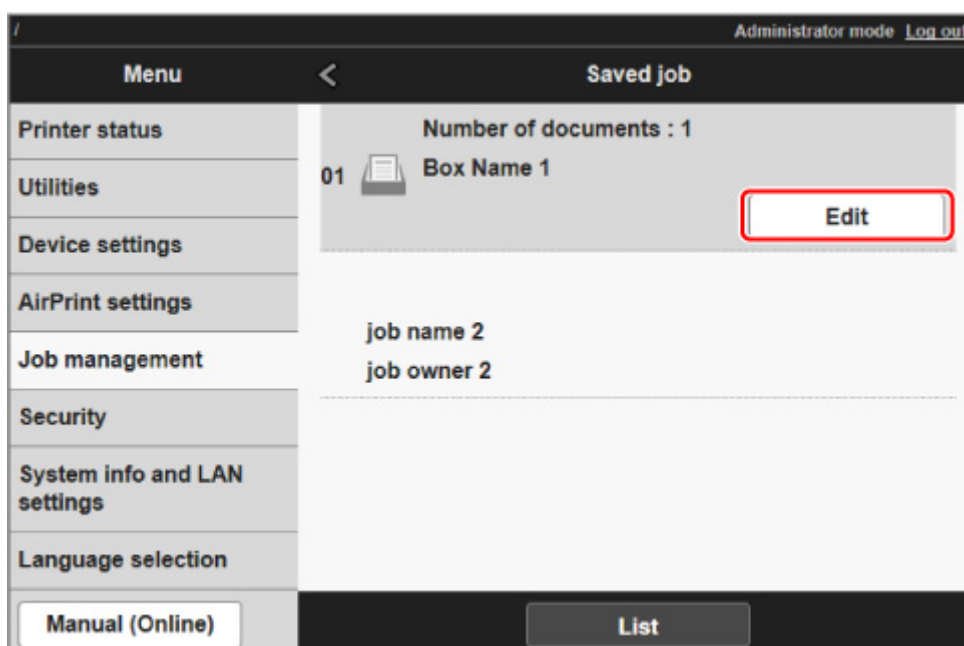 /
Administrator mode Log out
Menu
< Saved job
Printer status
Utilities
Device settings
AirPrint settings
Job management
Security
System info and LAN
settings
Language selection
Manual (Online)
Number of documents : 1
01 Box Name 1
Edit
job name 2
job owner 2
List